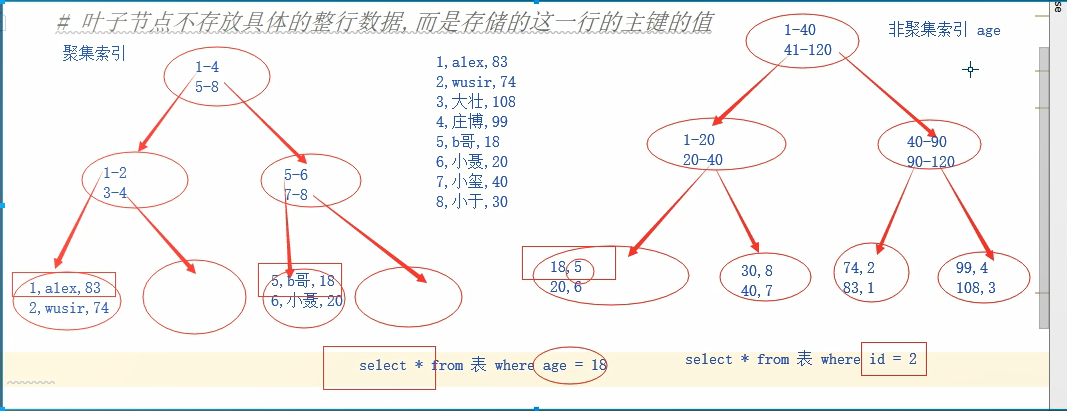 # 叶子节点不存放具体的整行数据,而是存储的这一行的主键的值
聚集索引
1-4
5-8
1-2
3-4
5-6
7-8
1,alex,83
2,wusir,74
5,b哥,18
6,小聂,20
1,alex,83
2,wusir,74
3,大壮,108
4,庄博,99
5,b哥,18
6,小聂,20
7,小玺,40
8,小于,30
非聚集索引 age
1-40
41-120
1-20
20-40
40-90
90-120
18,5
20,6
30,8
40,7
74,2
83,1
99,4
108,3
select * from 表 where age = 18
select * from 表 where id = 2
se